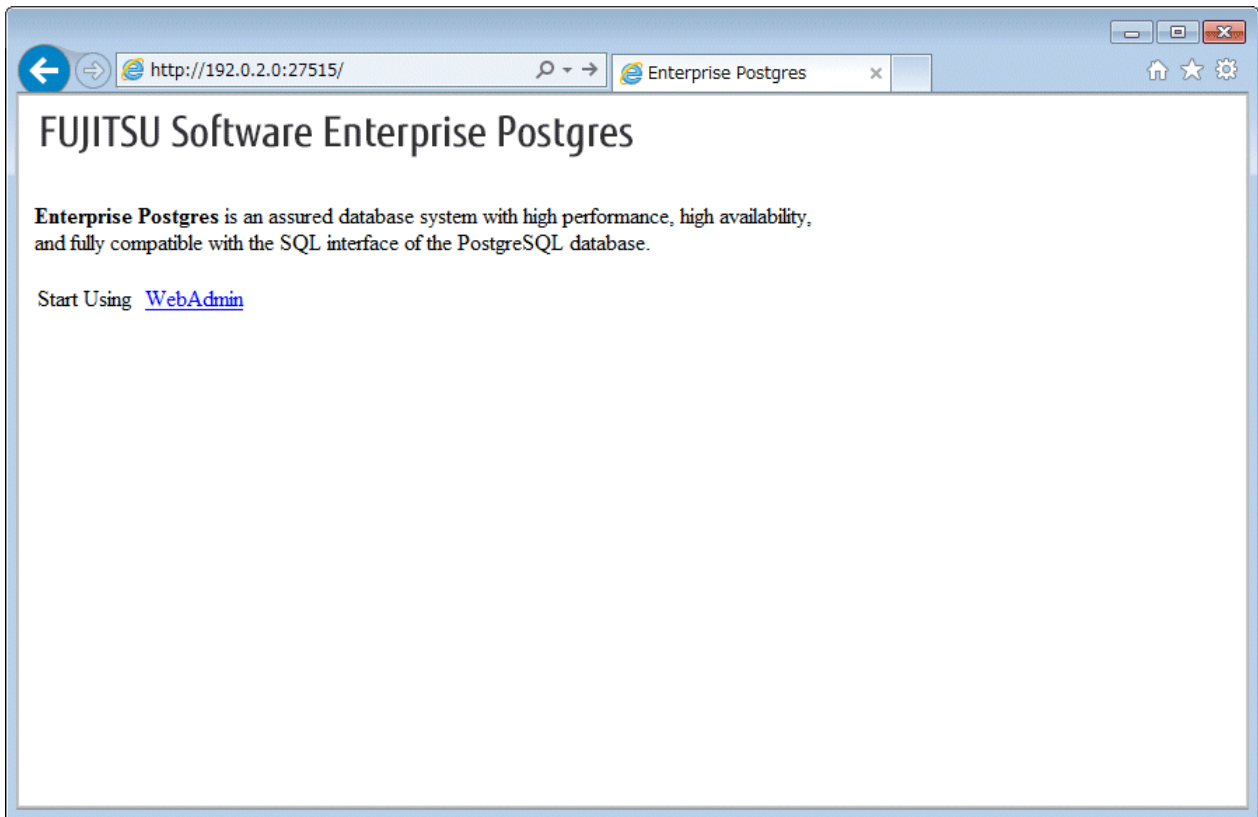 http://192.0.2.0:27515/
Enterprise Postgres
FUJITSU Software Enterprise Postgres
Enterprise Postgres is an assured database system with high performance, high availability,
and fully compatible with the SQL interface of the PostgreSQL database.
Start Using WebAdmin